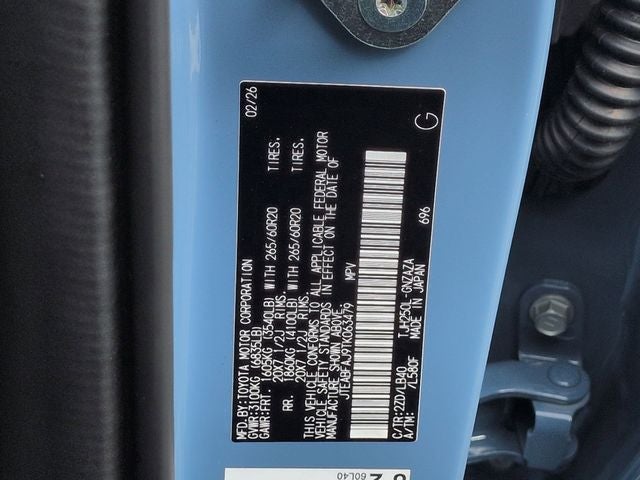 MFD.BY:TOYOTA MOTOR CORPORATION 02/26
GVWR:3100KG (6835LB)
GAWR:FRT. 1605KG (3540LB) WITH 265/60R20 TIRES,
20X7 1/2J RIMS.
RR. 1860KG (4100LB) WITH 265/60R20 TIRES,
20X7 1/2J RIMS.
THIS VEHICLE CONFORMS TO ALL APPLICABLE FEDERAL MOTOR
VEHICLE SAFETY STANDARDS IN EFFECT ON THE DATE OF
MANUFACTURE SHOWN ABOVE.
MPV
C/TR:2ZD/LB40 TJH250L-GNZAZA 696
A/TM: /L580F MADE IN JAPAN G
60L40